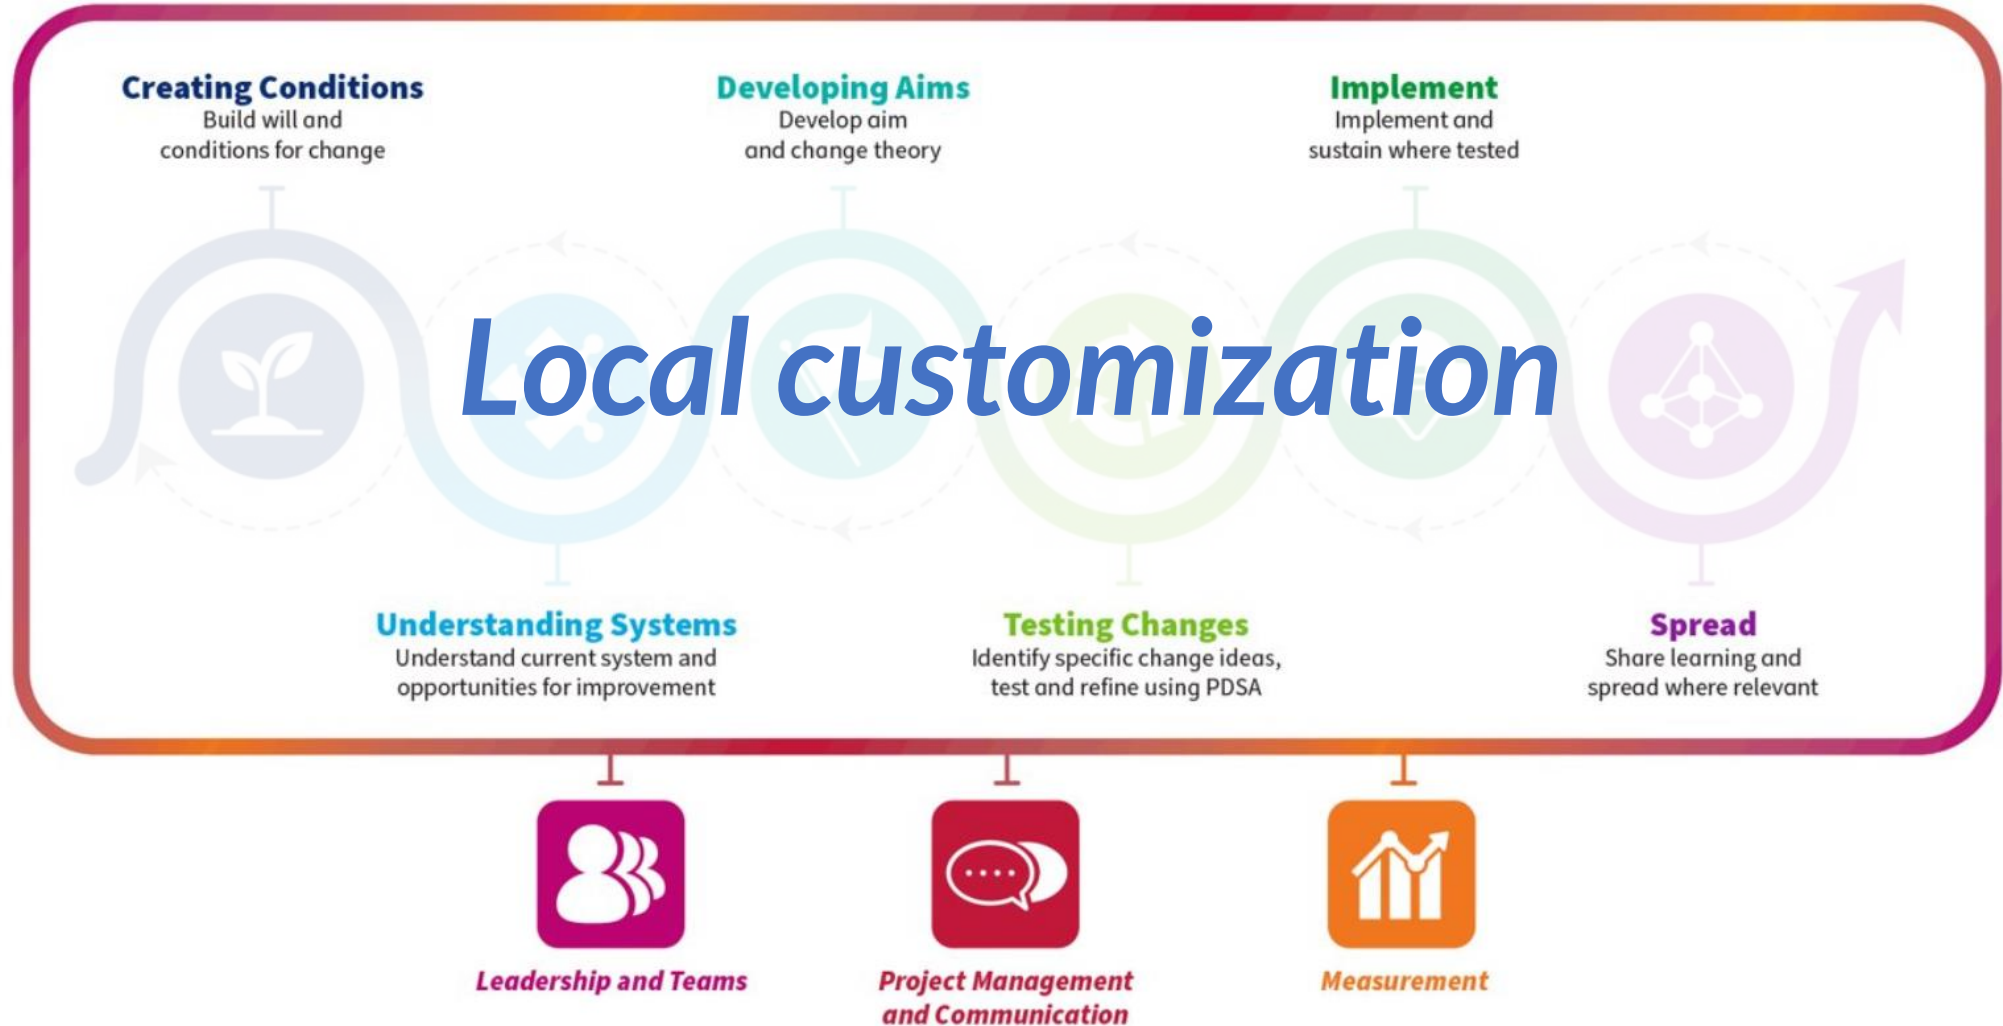 Creating Conditions
Build will and
conditions for change
Developing Aims
Develop aim
and change theory
Implement
Implement and
sustain where tested
Local customization
Understanding Systems
Understand current system and
opportunities for improvement
Testing Changes
Identify specific change ideas,
test and refine using PDSA
Spread
Share learning and
spread where relevant
Leadership and Teams
Project Management
and Communication
Measurement